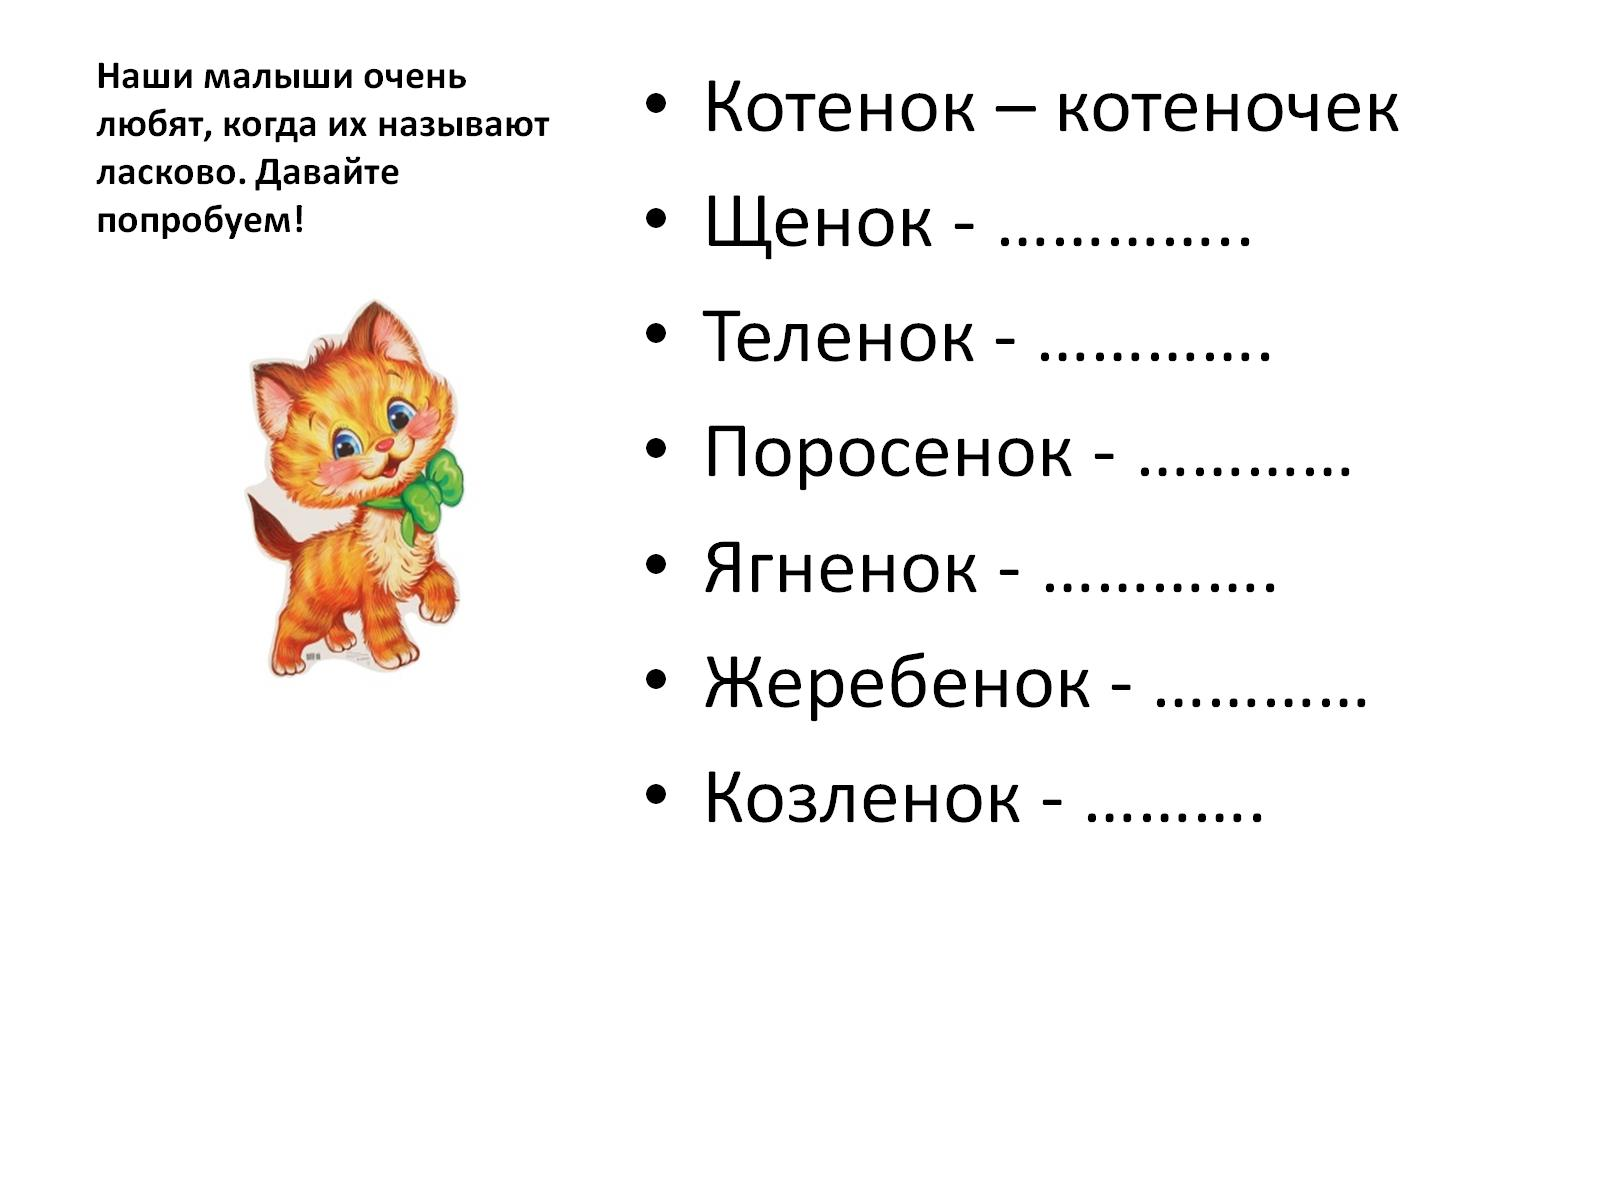 Наши малыши очень
любят, когда их называют
ласково. Давайте
попробуем!
• Котенок – котеночек
• Щенок - …………..
• Теленок - ………….
• Поросенок - …………
• Ягненок - ………….
• Жеребенок - …………
• Козленок - ……….